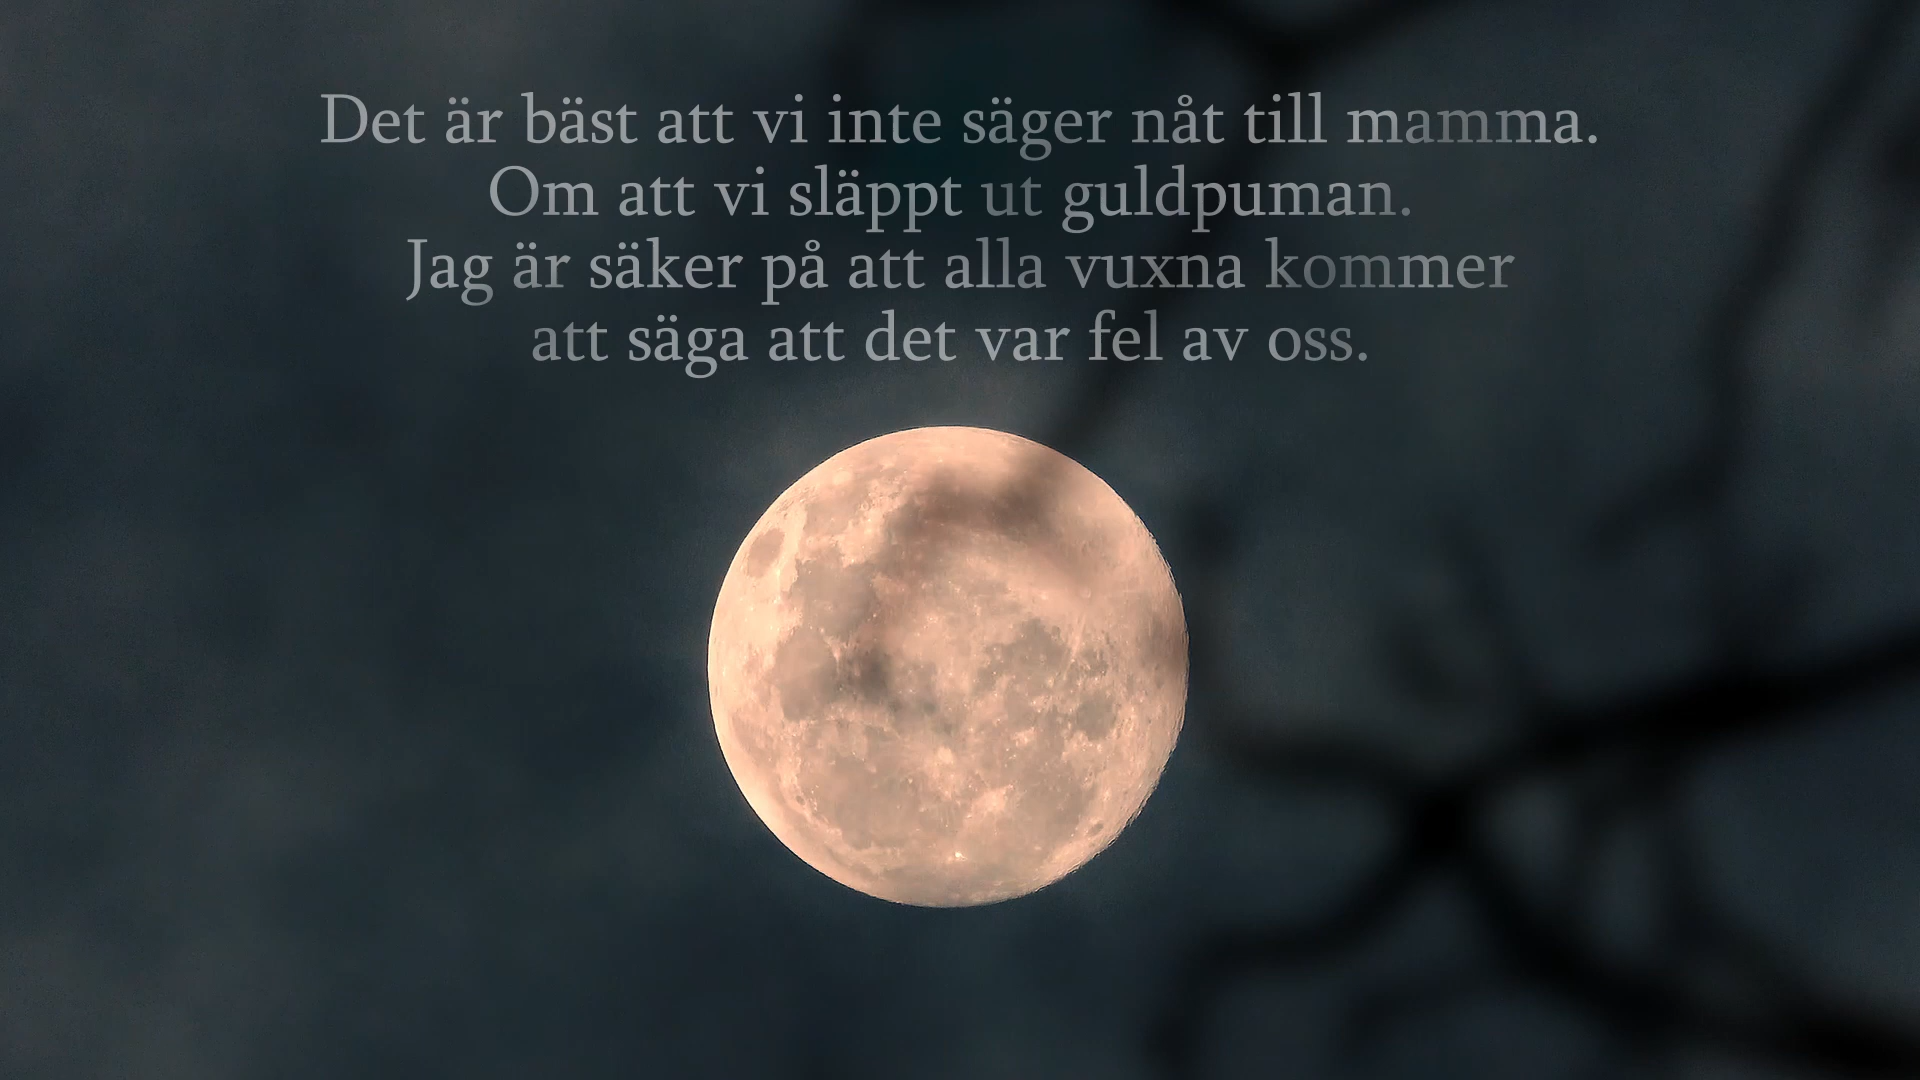 Det är bäst att vi inte säger nåt till mamma.
Om att vi släppt ut guldpuman.
Jag är säker på att alla vuxna kommer
att säga att det var fel av oss.